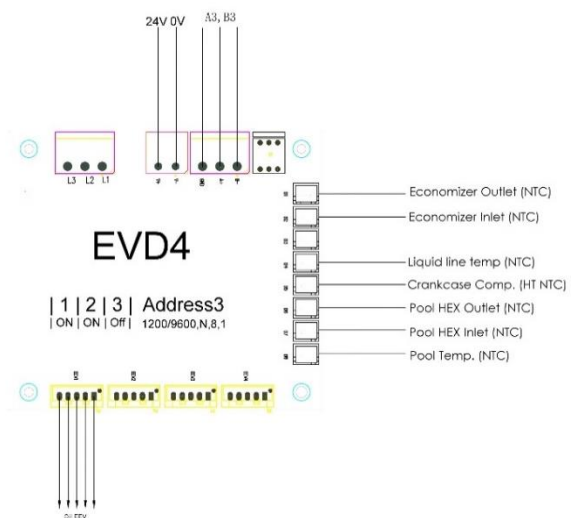 24V 0V
A3, B3
L3 L2 L1
Economizer Outlet (NTC)
Economizer Inlet (NTC)
EVD4
Liquid line temp (NTC)
Crankcase Comp. (HT NTC)
| 1 | 2 | 3 | Address3
| ON | ON | Off | 1200/9600,N,8,1
Pool HEX Outlet (NTC)
Pool HEX Inlet (NTC)
Pool Temp. (NTC)